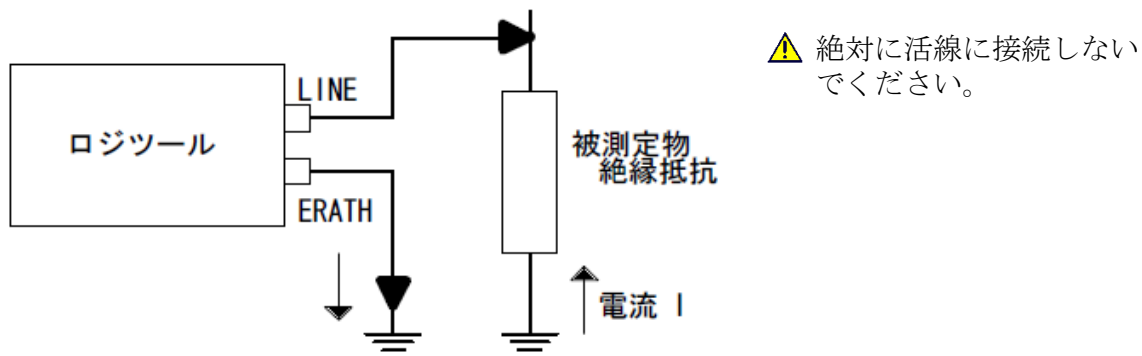 LINE
ロジツール
ERATH
被測定物
絶縁抵抗
電流 I
絶対に活線に接続しない
でください。